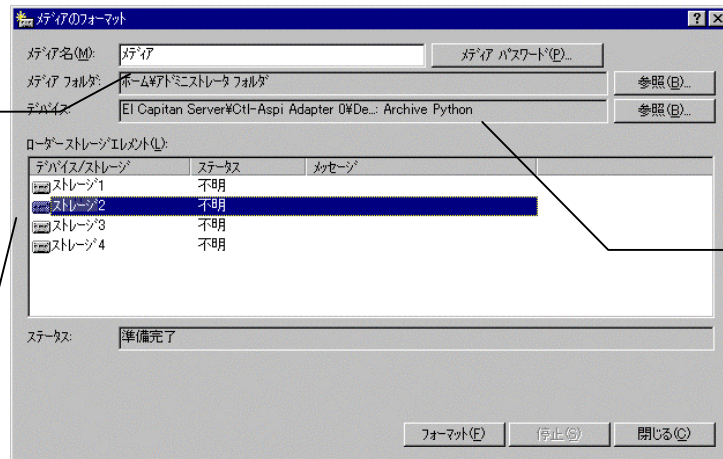 メディアのフォーマット
メディア名(M): メディア メディア パスワード(P)...
メディア フォルダ: ホーム¥アドミニストレータ フォルダ 参照(B)...
デバイス: El Capitan Server¥Ctl-Aspi Adapter 0¥De...: Archive Python 参照(B)...
ローダーストレージエレメント(L):
デバイス/ストレージ ステータス メッセージ
ストレージ1 不明
ストレージ2 不明
ストレージ3 不明
ストレージ4 不明
ステータス: 準備完了
フォーマット(F) 停止(S) 閉じる(C)